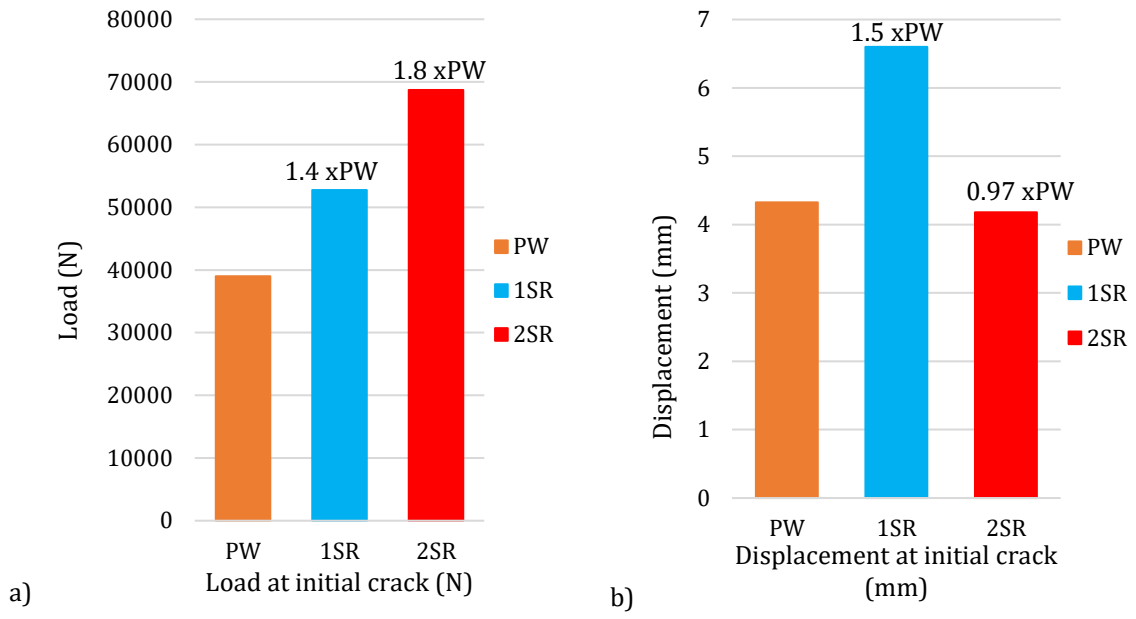 80000
70000
60000
50000
40000
30000
20000
10000
0
Load (N)
1.4 xPW
1.8 xPW
PW
1SR
2SR
PW 1SR 2SR
Load at initial crack (N)
a)
7
6
5
4
3
2
1
0
Displacement (mm)
1.5 xPW
0.97 xPW
PW
1SR
2SR
PW 1SR 2SR
Displacement at initial crack
(mm)
b)